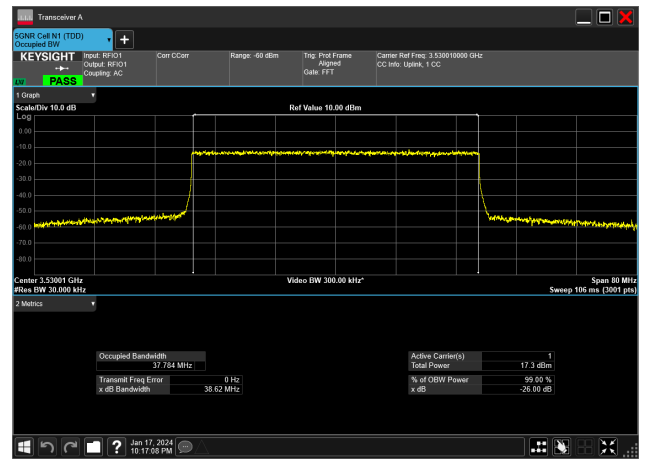 Transceiver A
5GNR Cell N1 (TDD)
Occupied BW
KEYSIGHT
LXI
PASS
Input: RFIO1
Output: RFIO1
Coupling: AC
Corr CCorr
Range: -60 dBm
Trig: Prot Frame
Aligned
Gate: FFT
Carrier Ref Freq: 3.530010000 GHz
CC Info: Uplink, 1 CC
1 Graph
Scale/Div 10.0 dB
Ref Value 10.00 dBm
Log
0.00
-10.0
-20.0
-30.0
-40.0
-50.0
-60.0
-70.0
-80.0
Center 3.53001 GHz
Video BW 300.00 kHz*
Span 80 MHz
#Res BW 30.000 kHz
Sweep 106 ms (3001 pts)
2 Metrics
Occupied Bandwidth
37.784 MHz
Transmit Freq Error 0 Hz
x dB Bandwidth 38.62 MHz
Active Carrier(s) 1
Total Power 17.3 dBm
% of OBW Power 99.00 %
x dB -26.00 dB
Jan 17, 2024
10:17:08 PM